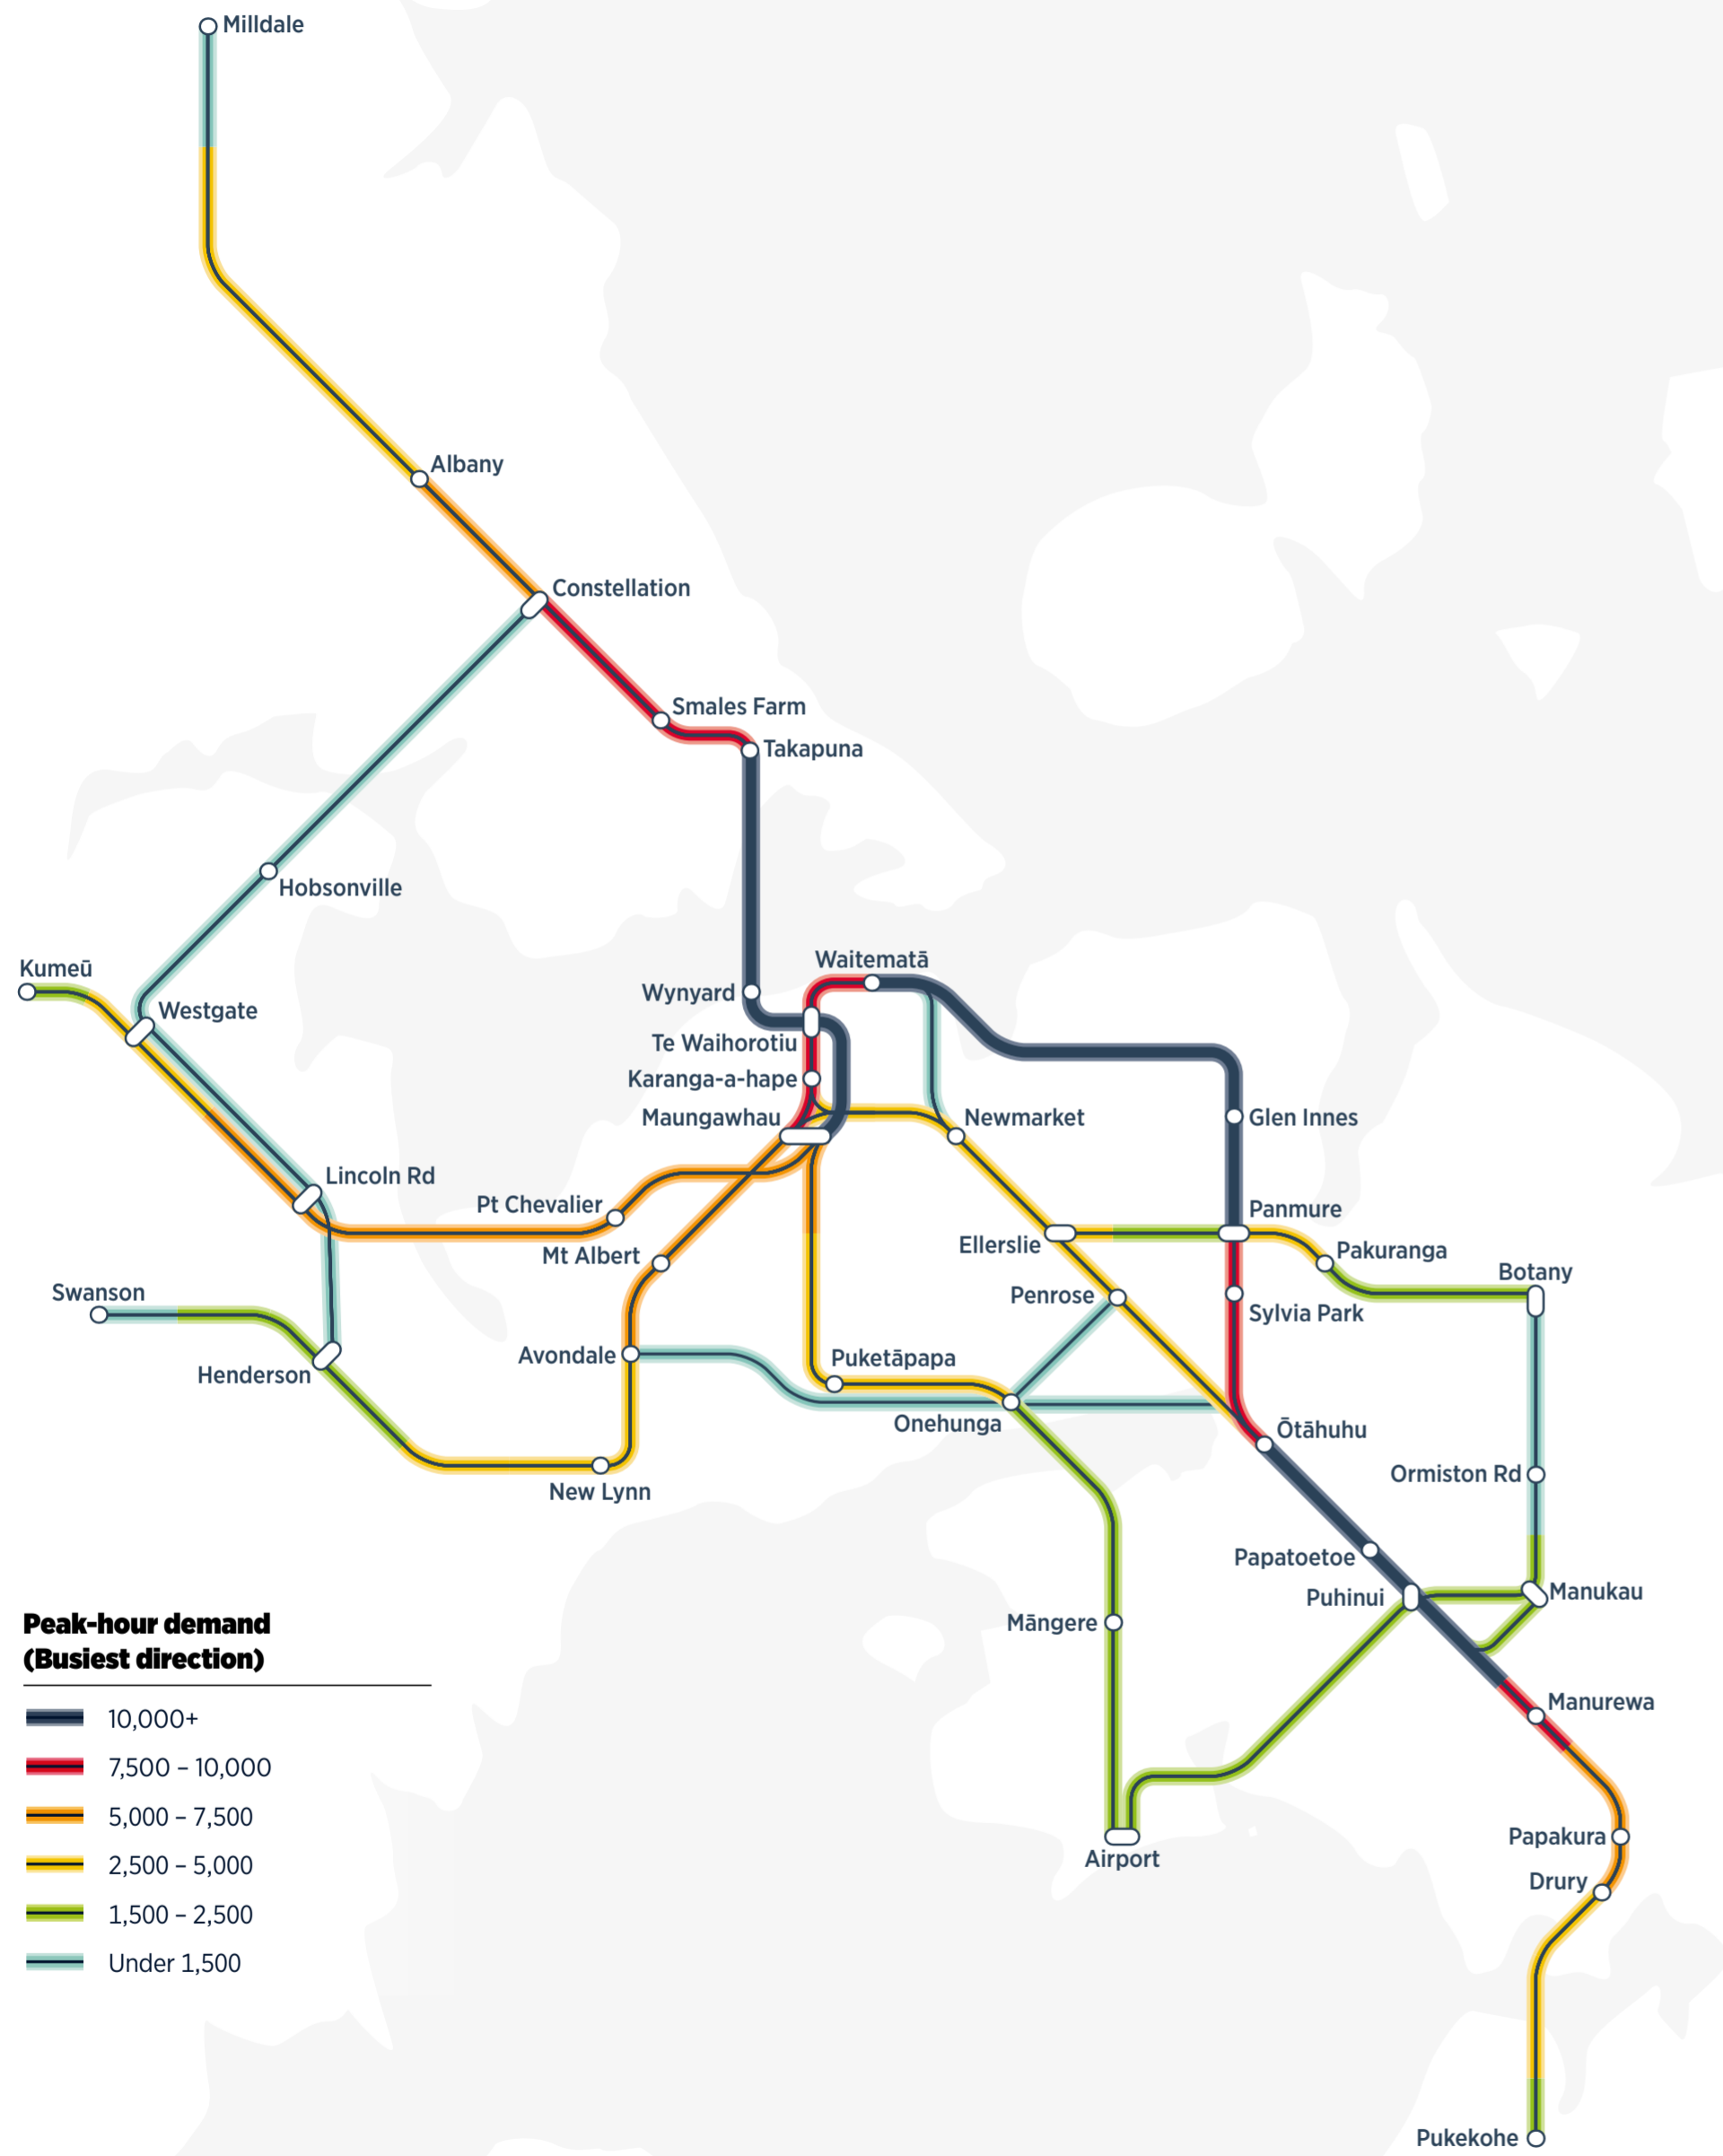 Milldale
Albany
Constellation
Smales Farm
Takapuna
Hobsonville
Waitematā
Kumeū
Wynyard
Westgate
Te Waihorotiu
Karanga-a-hape
Maungawhau
Newmarket
Glen Innes
Lincoln Rd
Pt Chevalier
Panmure
Ellerslie
Mt Albert
Pakuranga
Botany
Swanson
Penrose
Sylvia Park
Avondale
Puketāpapa
Henderson
Onehunga
Ōtāhuhu
Ormiston Rd
New Lynn
Papatoetoe
Puhinui
Manukau
Māngere
Manurewa
Papakura
Airport
Drury
Pukekohe
Peak-hour demand
(Busiest direction)
10,000+
7,500 – 10,000
5,000 – 7,500
2,500 – 5,000
1,500 – 2,500
Under 1,500